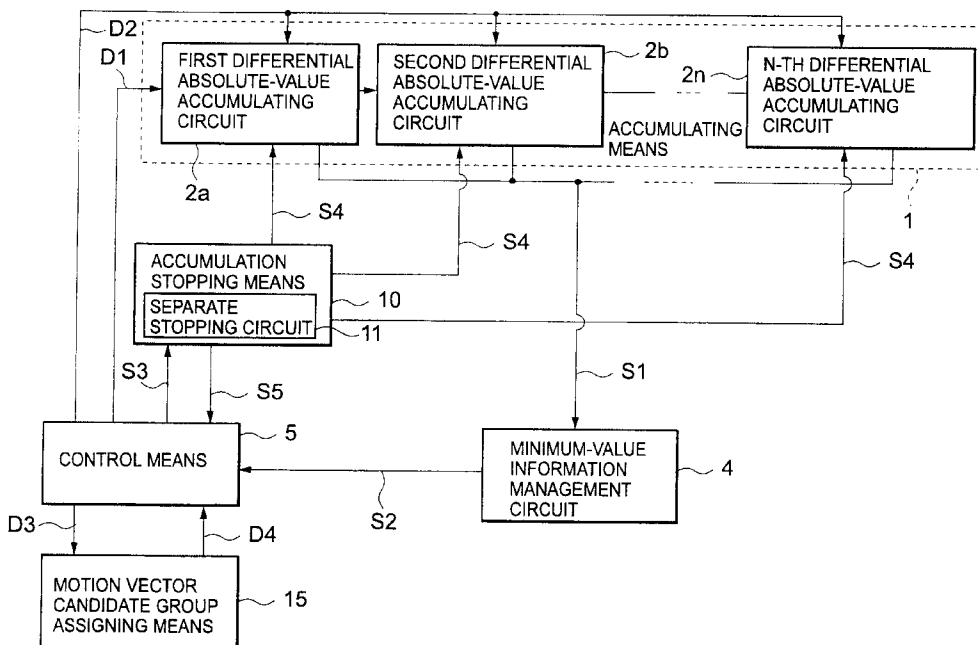 D2
D1
FIRST DIFFERENTIAL
ABSOLUTE-VALUE
ACCUMULATING
CIRCUIT
2a
SECOND DIFFERENTIAL
ABSOLUTE-VALUE
ACCUMULATING
CIRCUIT
2b
2n
N-TH DIFFERENTIAL
ABSOLUTE-VALUE
ACCUMULATING
CIRCUIT
ACCUMULATING
MEANS
1
S4
S4
S4
ACCUMULATION
STOPPING MEANS
10
SEPARATE
STOPPING CIRCUIT
11
S3
S5
S1
5
CONTROL MEANS
S2
MINIMUM-VALUE
INFORMATION
MANAGEMENT
CIRCUIT
4
D3
D4
MOTION VECTOR
CANDIDATE GROUP
ASSIGNING MEANS
15